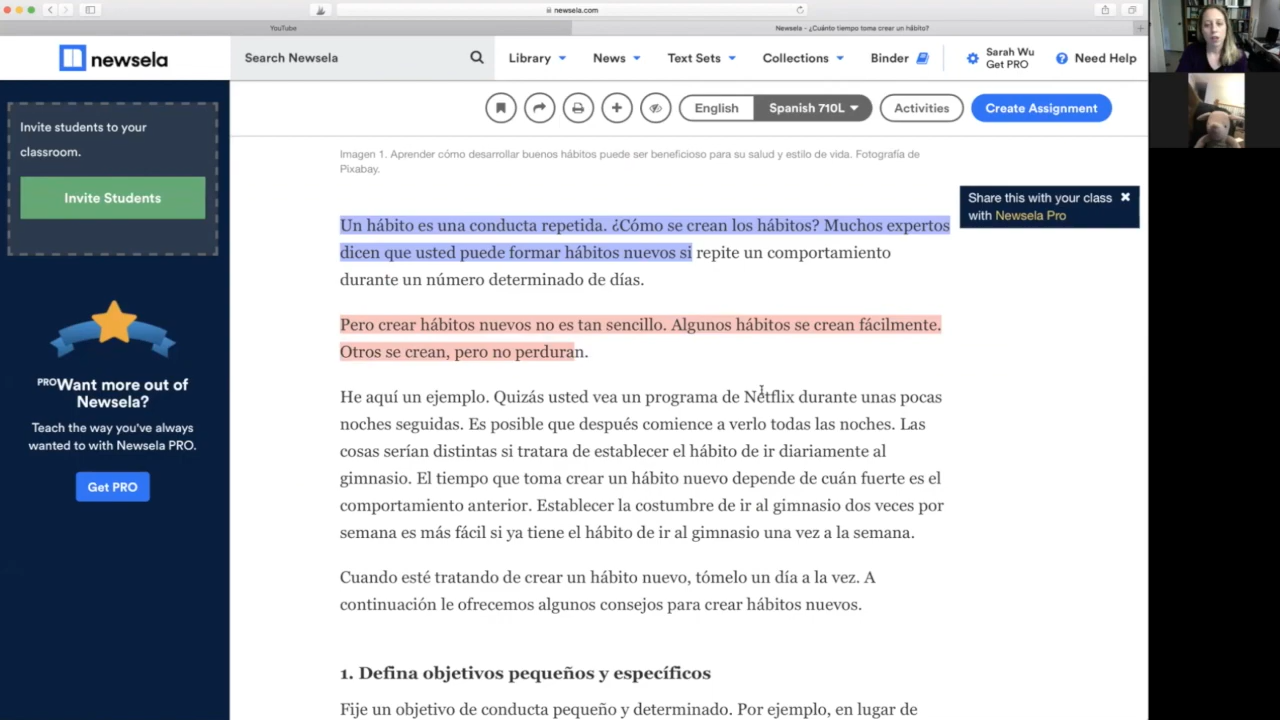 newsela.com
YouTube
Newsela - ¿Cuánto tiempo toma crear un hábito?
newsela
Search Newsela
Library
News
Text Sets
Collections
Binder
Sarah Wu
Get PRO
Need Help
English
Spanish 710L
Activities
Create Assignment
Invite students to your
classroom.
Invite Students
PROWant more out of
Newsela?
Teach the way you've always
wanted to with Newsela PRO.
Get PRO
Imagen 1. Aprender cómo desarrollar buenos hábitos puede ser beneficioso para su salud y estilo de vida. Fotografía de
Pixabay.
Share this with your class
with Newsela Pro
Un hábito es una conducta repetida. ¿Cómo se crean los hábitos? Muchos expertos
dicen que usted puede formar hábitos nuevos si repite un comportamiento
durante un número determinado de días.
Pero crear hábitos nuevos no es tan sencillo. Algunos hábitos se crean fácilmente.
Otros se crean, pero no perduran.
He aquí un ejemplo. Quizás usted vea un programa de Netflix durante unas pocas
noches seguidas. Es posible que después comience a verlo todas las noches. Las
cosas serían distintas si tratara de establecer el hábito de ir diariamente al
gimnasio. El tiempo que toma crear un hábito nuevo depende de cuán fuerte es el
comportamiento anterior. Establecer la costumbre de ir al gimnasio dos veces por
semana es más fácil si ya tiene el hábito de ir al gimnasio una vez a la semana.
Cuando esté tratando de crear un hábito nuevo, tómelo un día a la vez. A
continuación le ofrecemos algunos consejos para crear hábitos nuevos.
1. Defina objetivos pequeños y específicos
Fije un objetivo de conducta pequeño y determinado. Por ejemplo, en lugar de